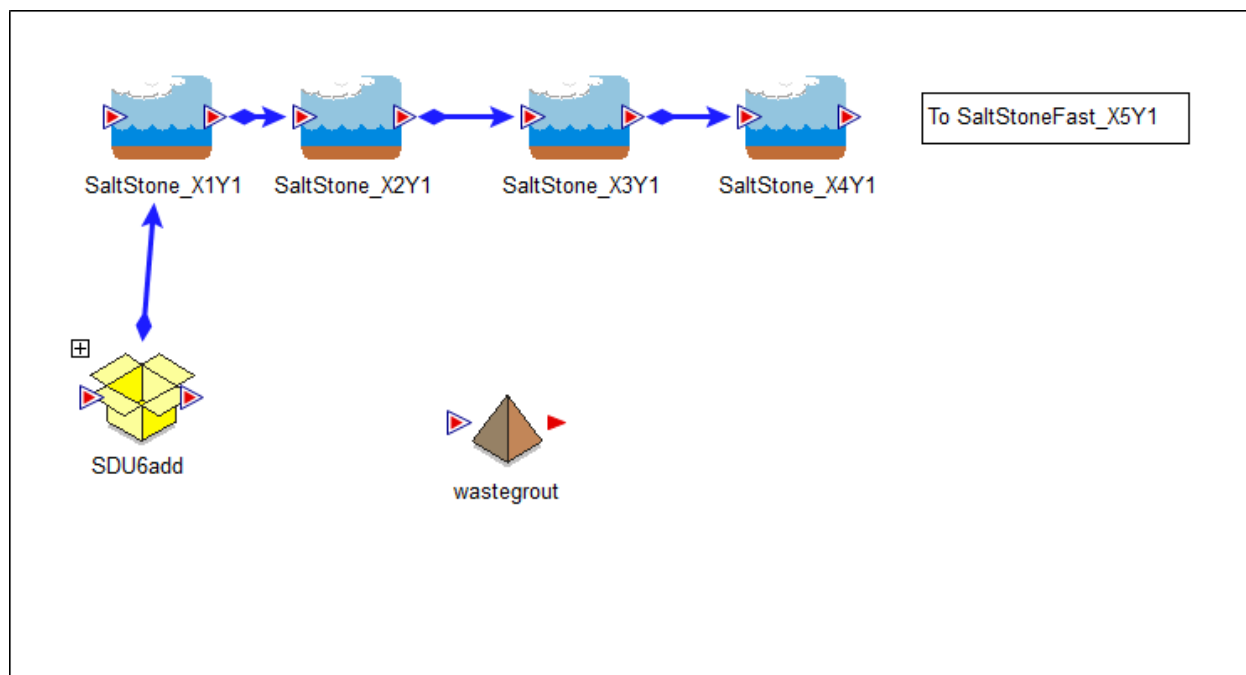 To SaltStoneFast_X5Y1
SaltStone_X1Y1
SaltStone_X2Y1
SaltStone_X3Y1
SaltStone_X4Y1
SDU6add
wastegrout